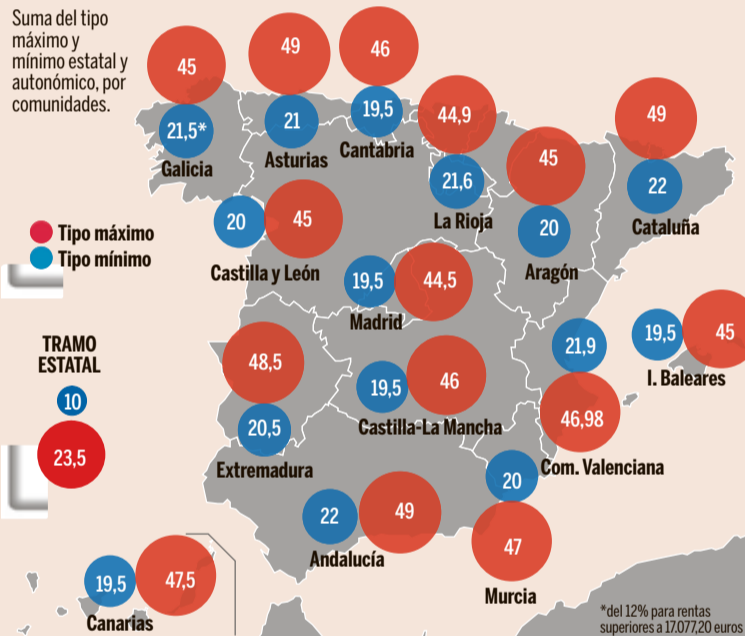 Suma del tipo
máximo y
mínimo estatal y
autonómico, por
comunidades.
45
21,5*
Galicia
49
21
Asturias
46
19,5
Cantabria
44,9
21,6
La Rioja
45
20
Aragón
49
22
Cataluña
Tipo máximo
Tipo mínimo
20
45
Castilla y León
19,5
44,5
Madrid
TRAMO
ESTATAL
10
23,5
48,5
20,5
Extremadura
19,5
46
Castilla-La Mancha
21,9
46,98
Com. Valenciana
19,5
45
I. Baleares
22
49
Andalucía
20
47
Murcia
19,5
47,5
Canarias
*del 12% para rentas
superiores a 17.077,20 euros